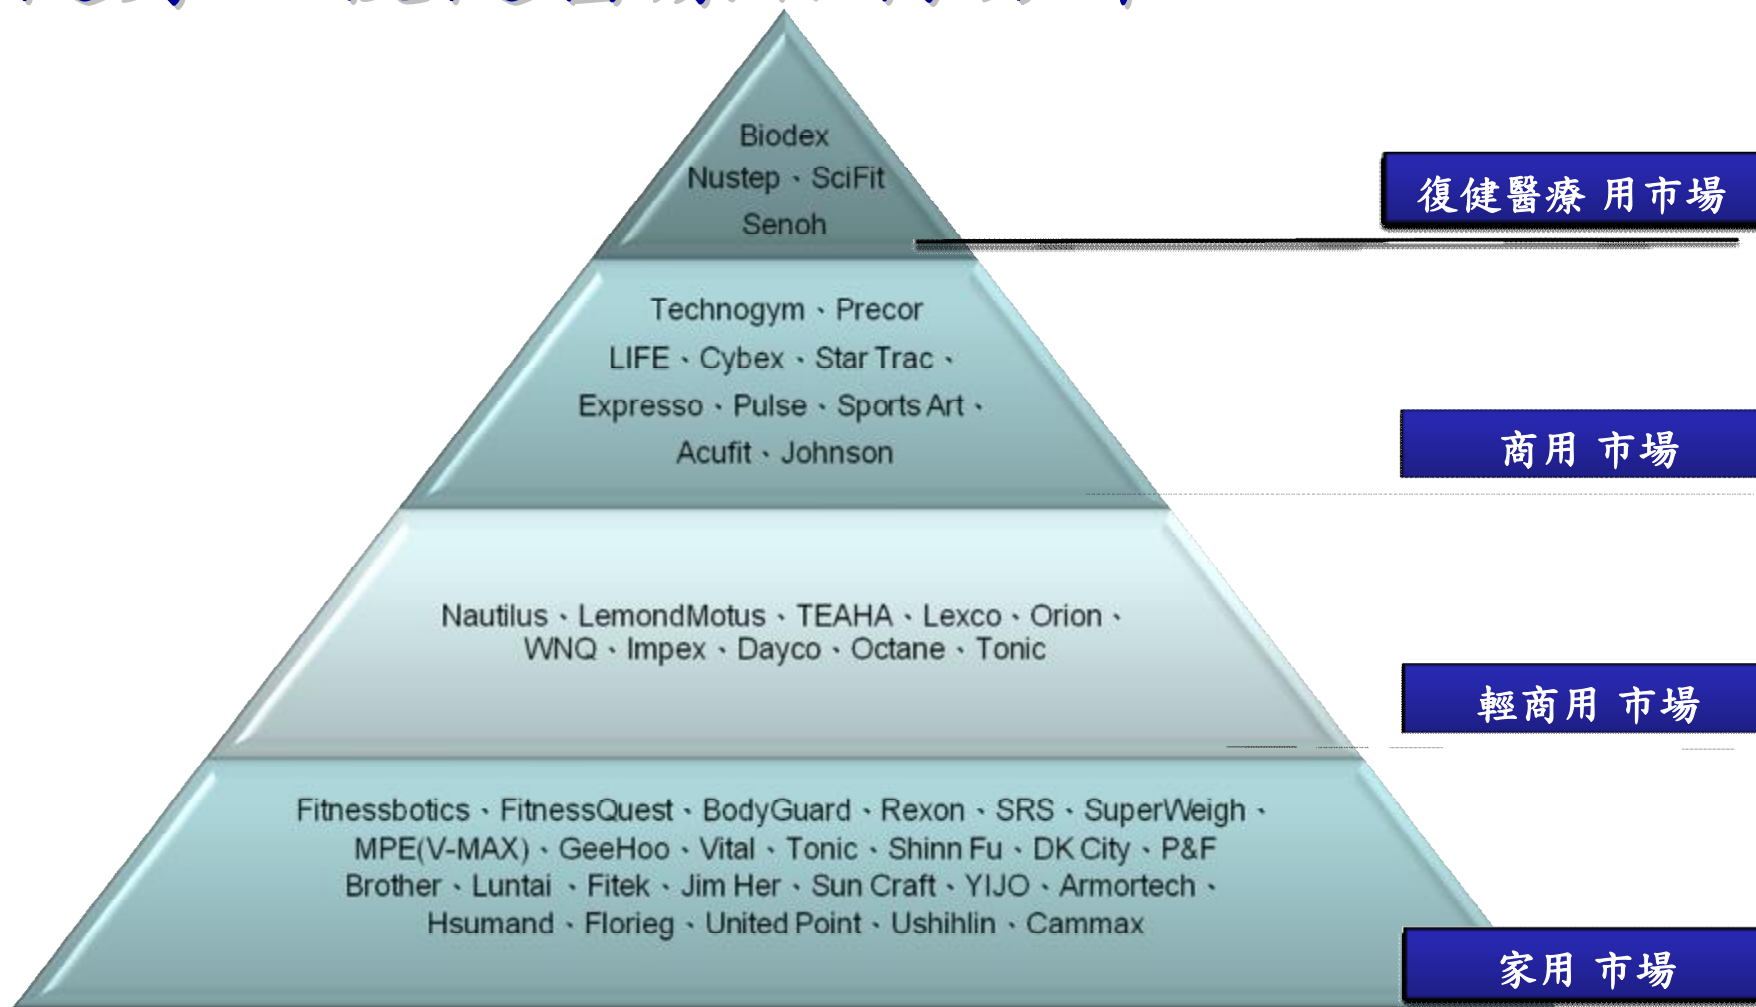 Biodex
Nustep、SciFit
Senoh
復健醫療 用市場
Technogym、Precor
LIFE、Cybex、Star Trac、
Expresso、Pulse、Sports Art、
Acufit、Johnson
商用 市場
Nautilus、LemondMotus、TEAHA、Lexco、Orion、
WNQ、Impex、Dayco、Octane、Tonic
輕商用 市場
Fitnessbotics、FitnessQuest、BodyGuard、Rexon、SRS、SuperWeigh、
MPE(V-MAX)、GeeHoo、Vital、Tonic、Shinn Fu、DK City、P&F
Brother、Luntai、Fitek、Jim Her、Sun Craft、YIJO、Armortech、
Hsumand、Florieg、United Point、Ushihlin、Cammax
家用 市場